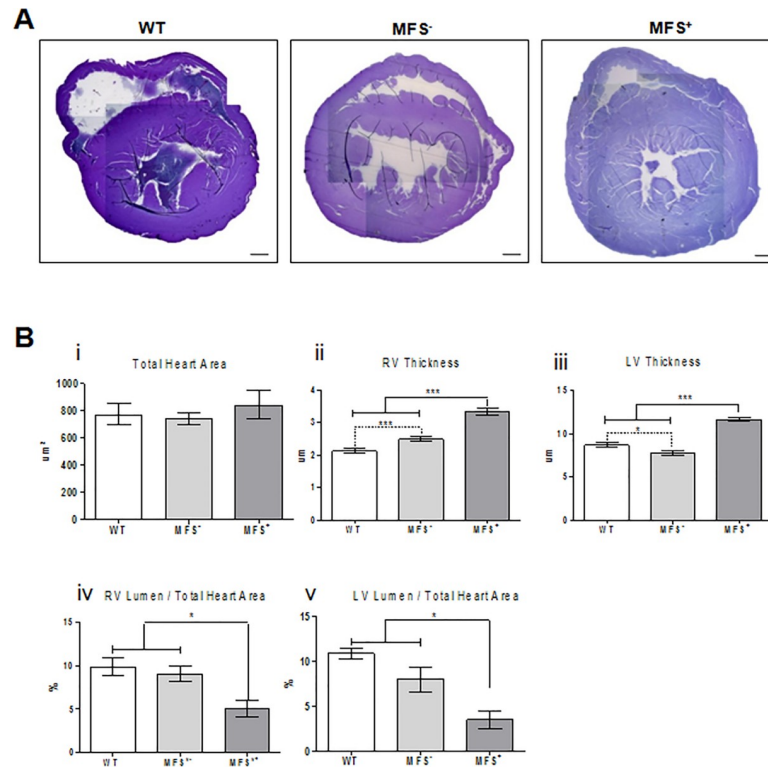 A
WT MFS⁻ MFS⁺
B
i Total Heart Area
um²
1000
800
600
400
200
0
WT MFS⁻ MFS⁺
ii RV Thickness
um
4
3
2
1
0
***
***
WT MFS⁻ MFS⁺
iii LV Thickness
um
15
10
5
0
***
*
WT MFS⁻ MFS⁺
iv RV Lumen / Total Heart Area
%
15
10
5
0
*
WT MFS˟⁻ MFS˟⁺
v LV Lumen / Total Heart Area
%
15
10
5
0
*
WT MFS⁻ MFS⁺